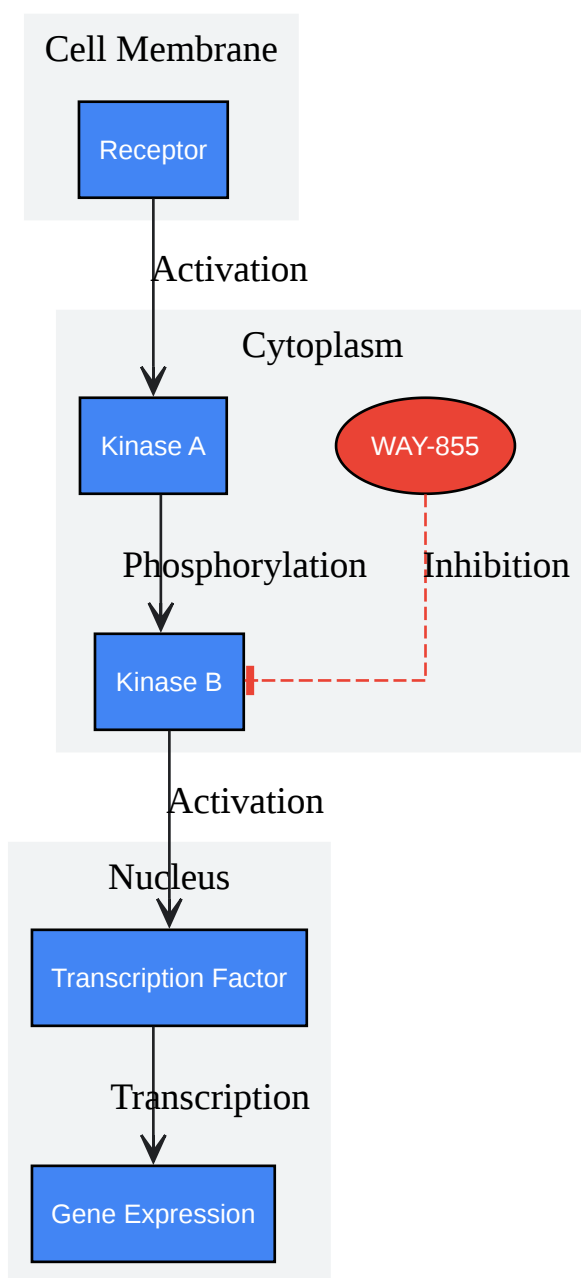 Cell Membrane
Receptor
Activation
Cytoplasm
Kinase A
WAY-855
Phosphorylation
Inhibition
Kinase B
Activation
Nucleus
Transcription Factor
Transcription
Gene Expression